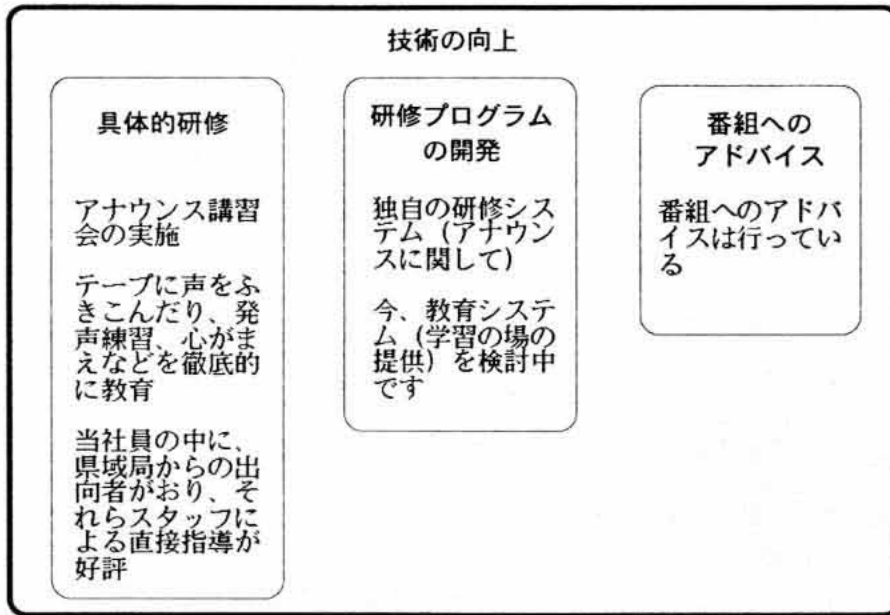 技術の向上
具体的研修
アナウンス講習
会の実施
テープに声をふ
きこんだり、発
声練習、心がま
えなどを徹底的
に教育
当社員の中に、
県域局からの出
向者がおり、そ
れらスタッフに
よる直接指導が
好評
研修プログラム
の開発
独自の研修シス
テム（アナウン
スに関して）
今、教育システ
ム（学習の場の
提供）を検討中
です
番組への
アドバイス
番組へのアドバ
イスは行ってい
る